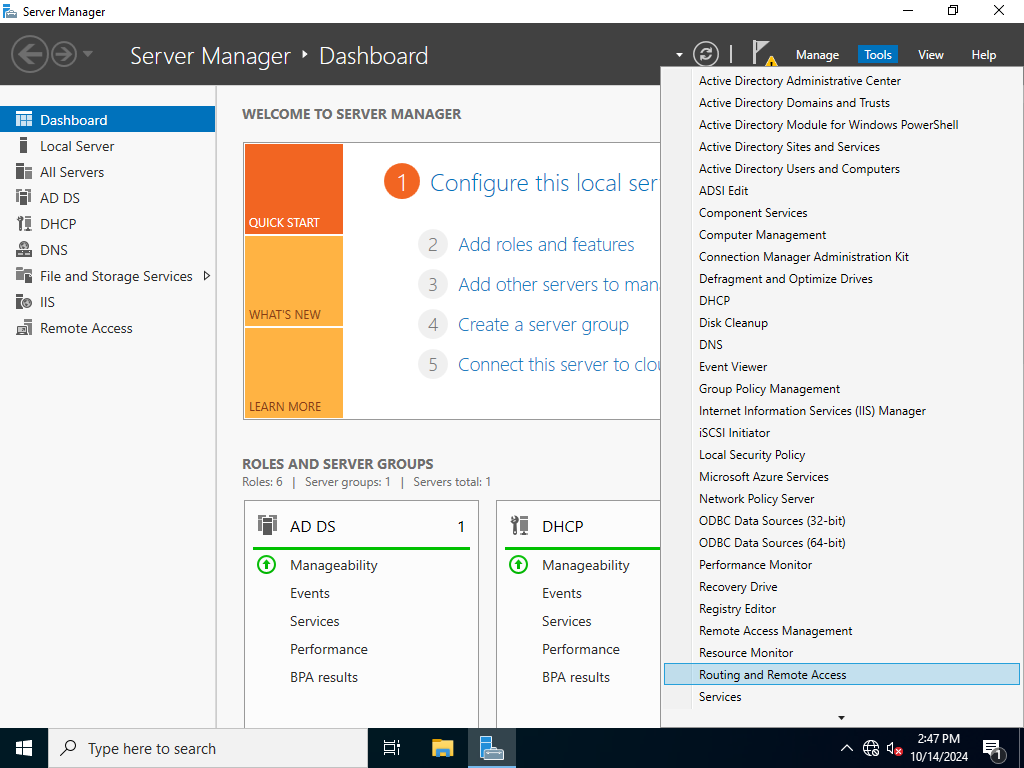 Server Manager
Server Manager ‣ Dashboard
Manage
Tools
View
Help
Dashboard
Local Server
All Servers
AD DS
DHCP
DNS
File and Storage Services
IIS
Remote Access
WELCOME TO SERVER MANAGER
QUICK START
WHAT'S NEW
LEARN MORE
1 Configure this local ser
2 Add roles and features
3 Add other servers to mana
4 Create a server group
5 Connect this server to clou
ROLES AND SERVER GROUPS
Roles: 6 | Server groups: 1 | Servers total: 1
AD DS 1
Manageability
Events
Services
Performance
BPA results
DHCP
Manageability
Events
Services
Performance
BPA results
Active Directory Administrative Center
Active Directory Domains and Trusts
Active Directory Module for Windows PowerShell
Active Directory Sites and Services
Active Directory Users and Computers
ADSI Edit
Component Services
Computer Management
Connection Manager Administration Kit
Defragment and Optimize Drives
DHCP
Disk Cleanup
DNS
Event Viewer
Group Policy Management
Internet Information Services (IIS) Manager
iSCSI Initiator
Local Security Policy
Microsoft Azure Services
Network Policy Server
ODBC Data Sources (32-bit)
ODBC Data Sources (64-bit)
Performance Monitor
Recovery Drive
Registry Editor
Remote Access Management
Resource Monitor
Routing and Remote Access
Services
Type here to search
2:47 PM
10/14/2024
1